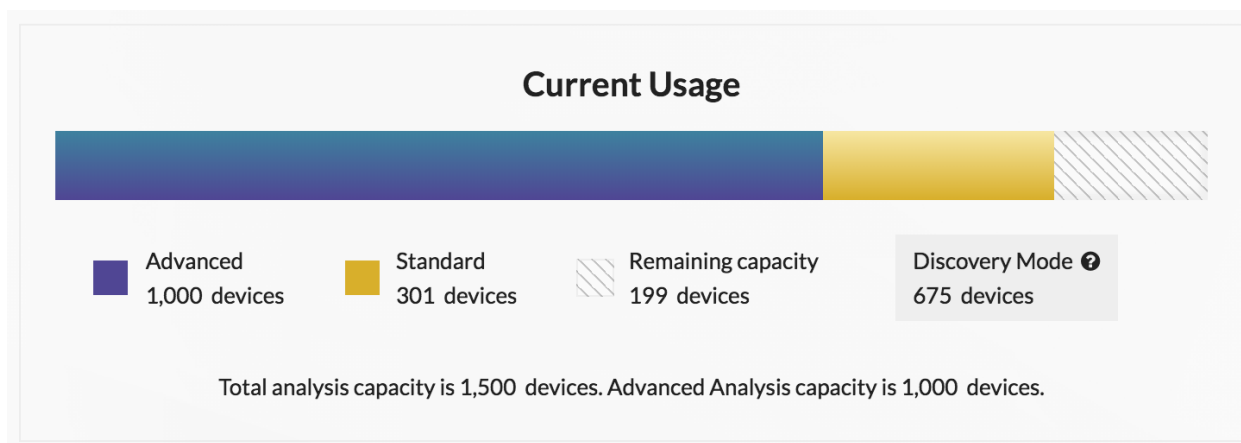 Current Usage
Advanced
1,000 devices
Standard
301 devices
Remaining capacity
199 devices
Discovery Mode ?
675 devices
Total analysis capacity is 1,500 devices. Advanced Analysis capacity is 1,000 devices.